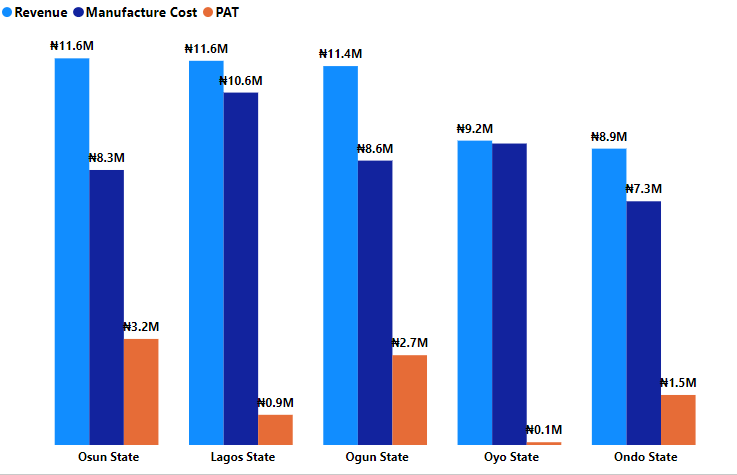 Revenue Manufacture Cost PAT
₦11.6M ₦11.6M ₦11.4M
₦10.6M
₦9.2M
₦8.3M ₦8.6M ₦8.9M
₦7.3M
₦3.2M ₦2.7M
₦0.9M ₦0.1M ₦1.5M
Osun State Lagos State Ogun State Oyo State Ondo State